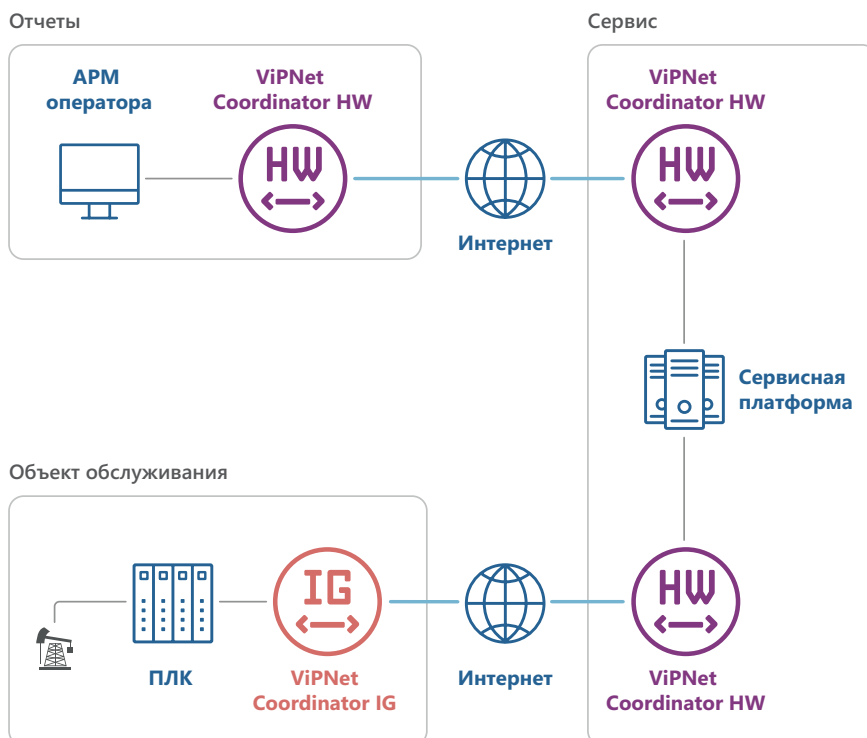 Отчеты
Сервис
АРМ
оператора
ViPNet
Coordinator HW
HW
Интернет
ViPNet
Coordinator HW
HW
Сервисная
платформа
Объект обслуживания
ПЛК
IG
ViPNet
Coordinator IG
Интернет
HW
ViPNet
Coordinator HW